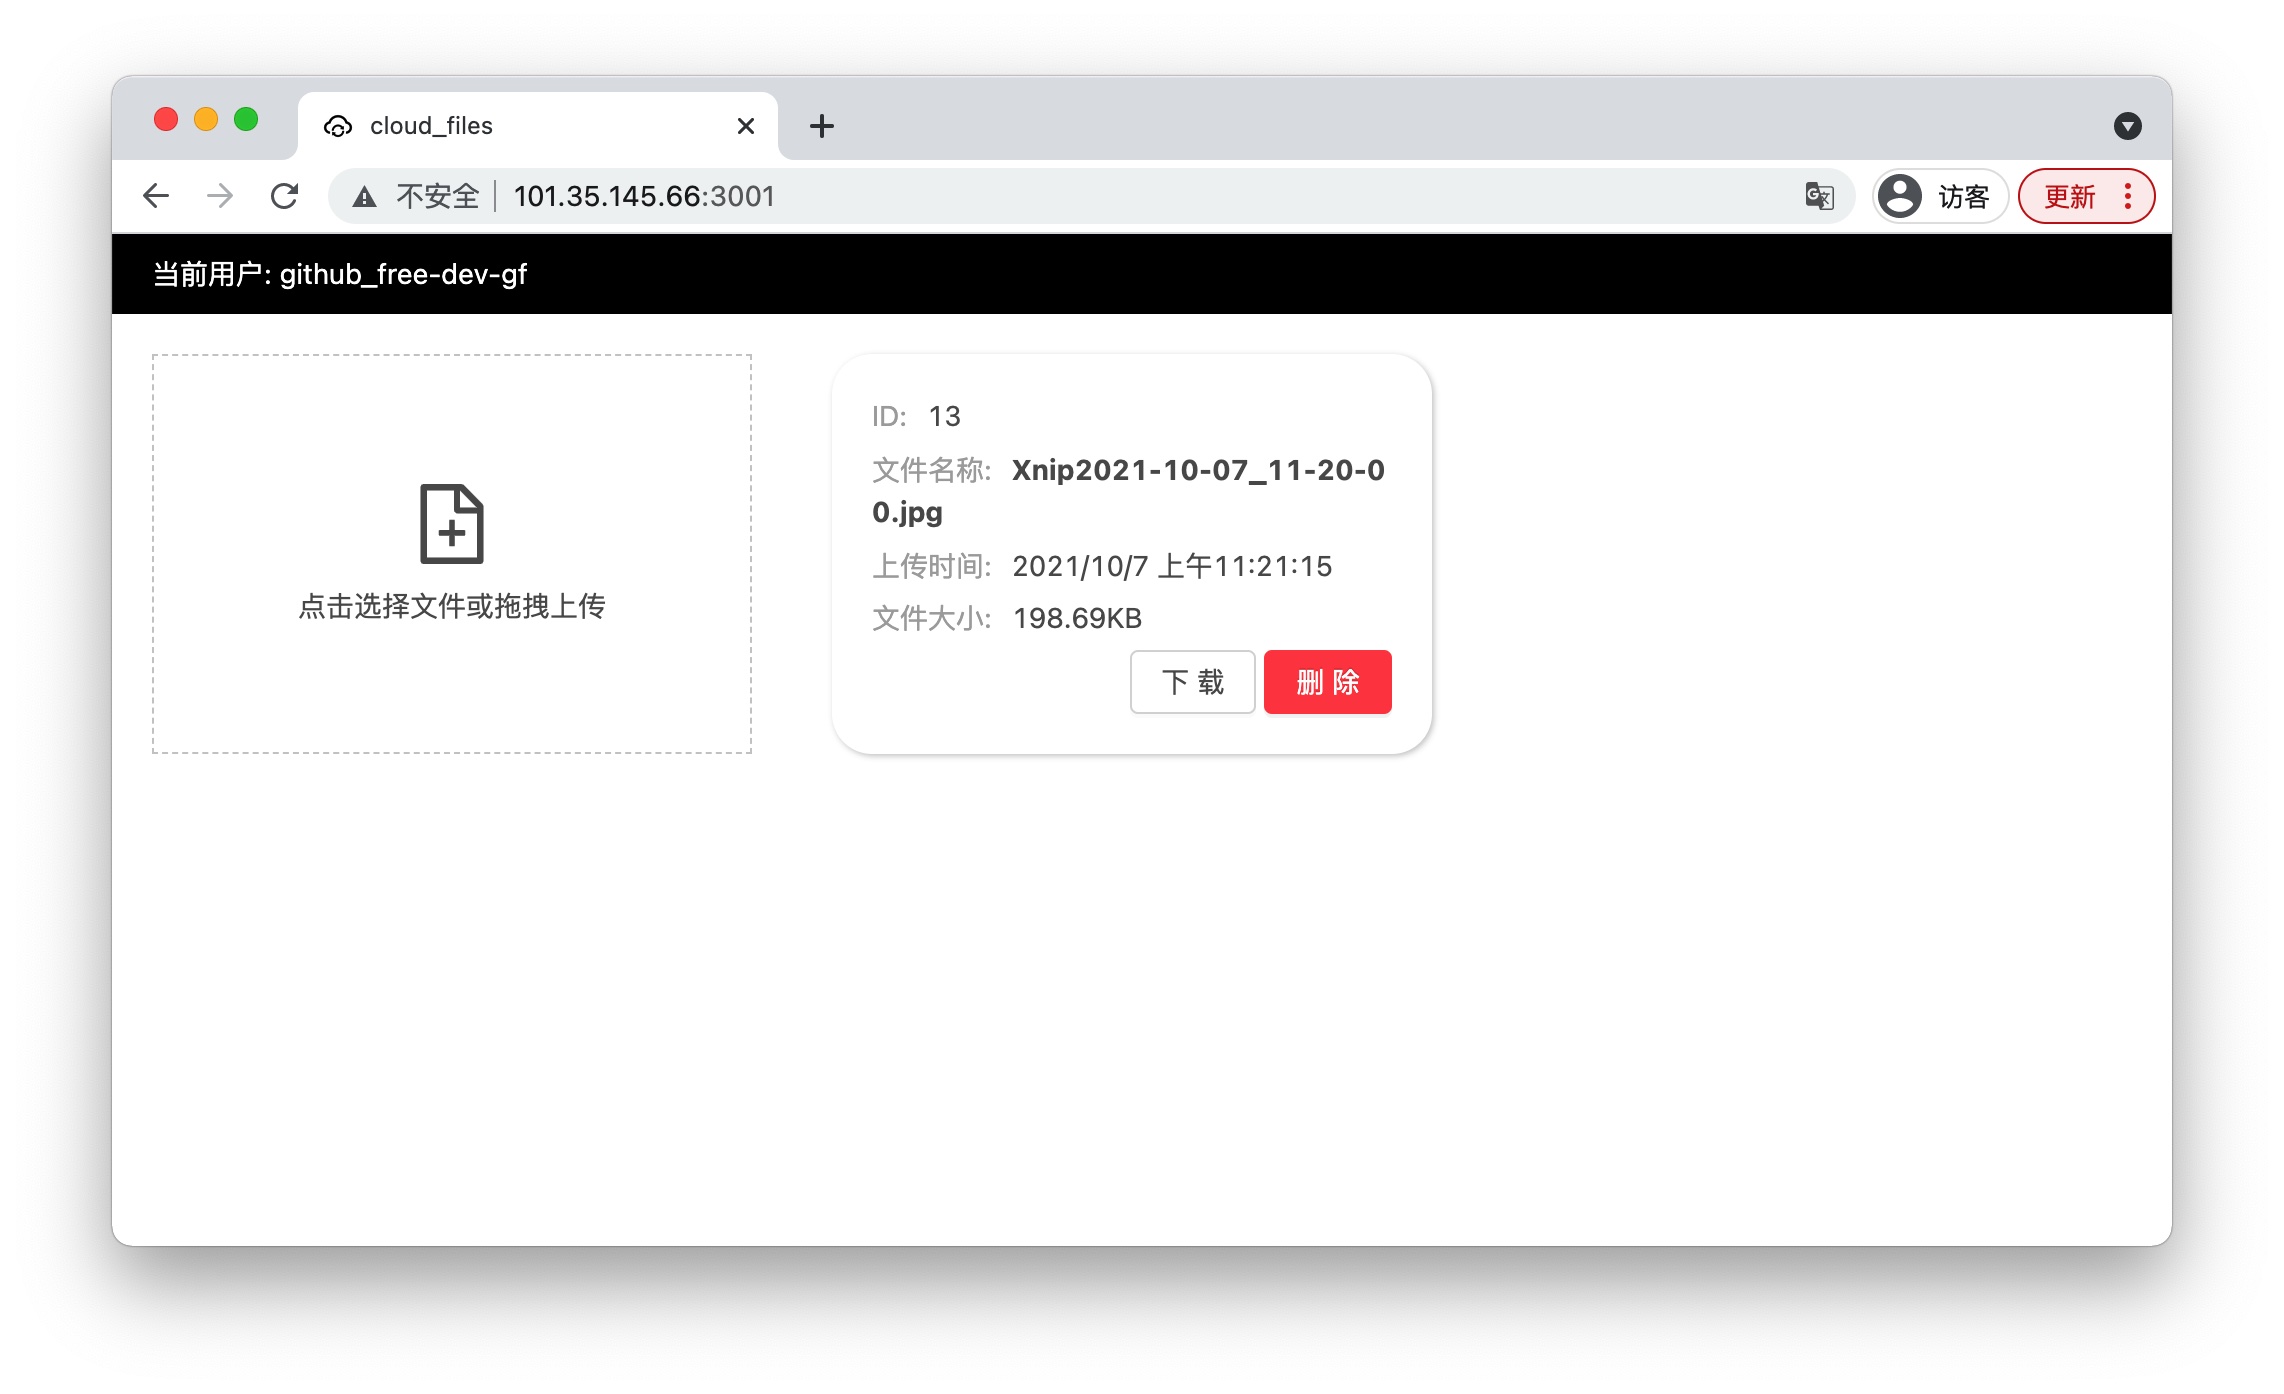 cloud_files
不安全 101.35.145.66:3001
访客
更新
当前用户: github_free-dev-gf
点击选择文件或拖拽上传
ID: 13
文件名称: Xnip2021-10-07_11-20-0
0.jpg
上传时间: 2021/10/7 上午11:21:15
文件大小: 198.69KB
下 载
删 除